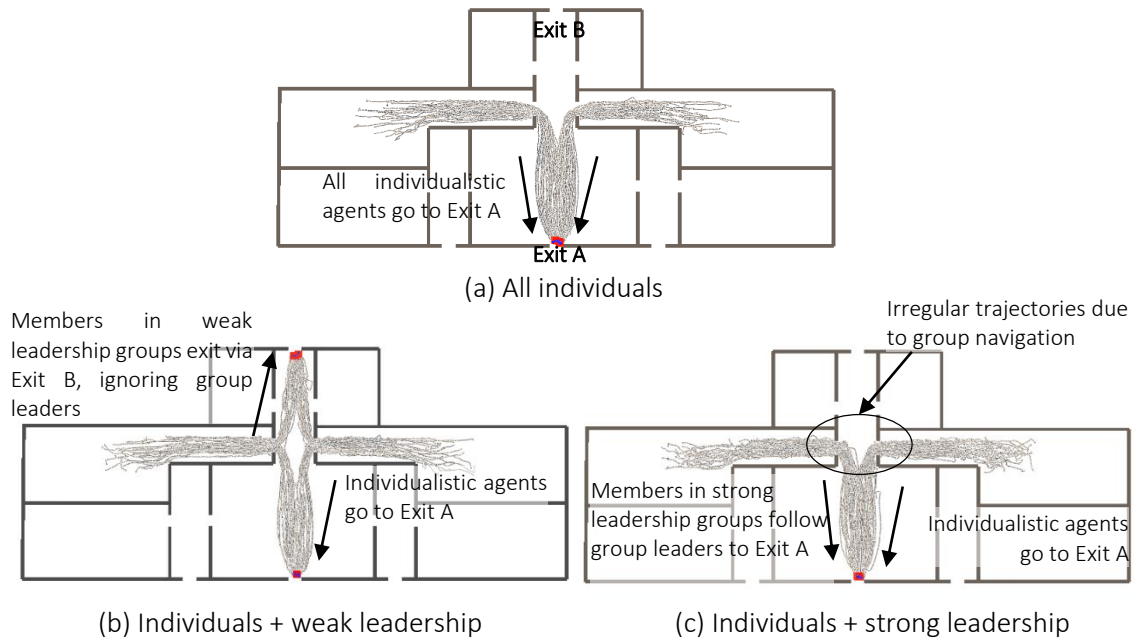 Exit B
All individualistic
agents go to Exit A
Exit A
(a) All individuals
Members in weak
leadership groups exit via
Exit B, ignoring group
leaders
Individualistic agents
go to Exit A
(b) Individuals + weak leadership
Irregular trajectories due
to group navigation
Members in strong
leadership groups follow
group leaders to Exit A
Individualistic agents
go to Exit A
(c) Individuals + strong leadership